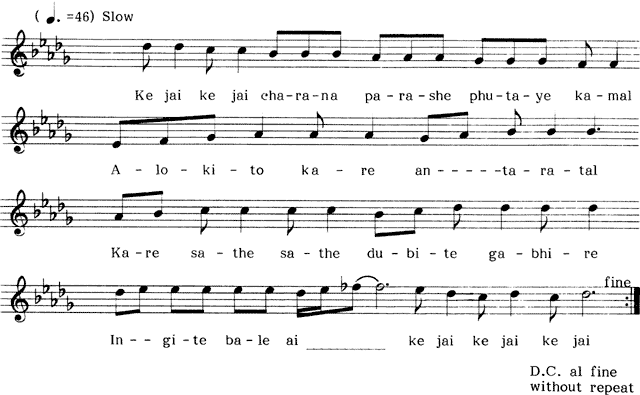 ( ♩. =46) Slow
Ke jai ke jai cha-ra-na pa-ra-she phu-ta-ye ka-mal
A-lo-ki-to ka-re an-----ta-ra-tal
Ka-re sa-the sa-the du-bi-te ga-bhi-re
fine
In--gi-te ba-le ai __________ ke jai ke jai ke jai
D.C. al fine
without repeat